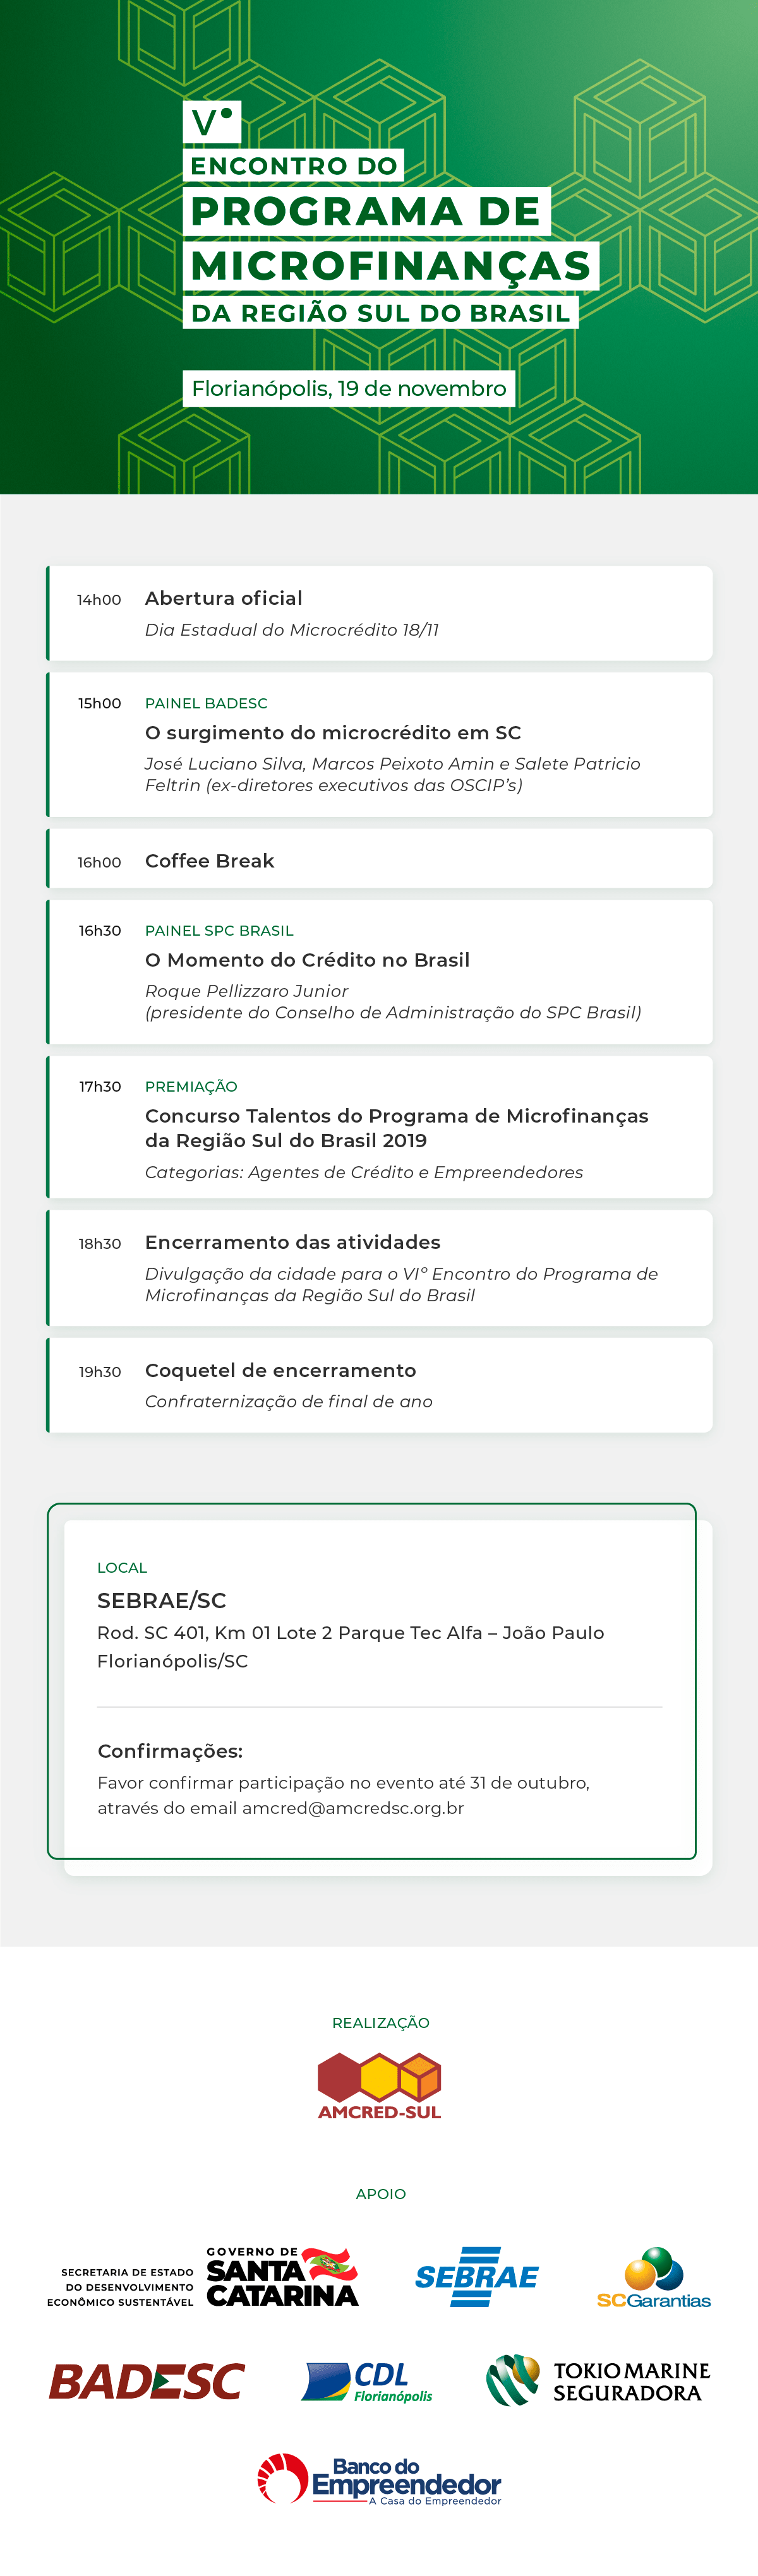 V•
ENCONTRO DO
PROGRAMA DE
MICROFINANÇAS
DA REGIÃO SUL DO BRASIL
Florianópolis, 19 de novembro
14h00 Abertura oficial
Dia Estadual do Microcrédito 18/11
15h00 PAINEL BADESC
O surgimento do microcrédito em SC
José Luciano Silva, Marcos Peixoto Amin e Salete Patricio
Feltrin (ex-diretores executivos das OSCIP’s)
16h00 Coffee Break
16h30 PAINEL SPC BRASIL
O Momento do Crédito no Brasil
Roque Pellizzaro Junior
(presidente do Conselho de Administração do SPC Brasil)
17h30 PREMIAÇÃO
Concurso Talentos do Programa de Microfinanças
da Região Sul do Brasil 2019
Categorias: Agentes de Crédito e Empreendedores
18h30 Encerramento das atividades
Divulgação da cidade para o VIº Encontro do Programa de
Microfinanças da Região Sul do Brasil
19h30 Coquetel de encerramento
Confraternização de final de ano
LOCAL
SEBRAE/SC
Rod. SC 401, Km 01 Lote 2 Parque Tec Alfa – João Paulo
Florianópolis/SC
Confirmações:
Favor confirmar participação no evento até 31 de outubro,
através do email amcred@amcredsc.org.br
REALIZAÇÃO
AMCRED-SUL
APOIO
SECRETARIA DE ESTADO
DO DESENVOLVIMENTO
ECONÔMICO SUSTENTÁVEL
GOVERNO DE
SANTA
CATARINA
SEBRAE
SCGarantias
BADESC
CDL
Florianópolis
TOKIO MARINE
SEGURADORA
Banco do
Empreendedor
A Casa do Empreendedor